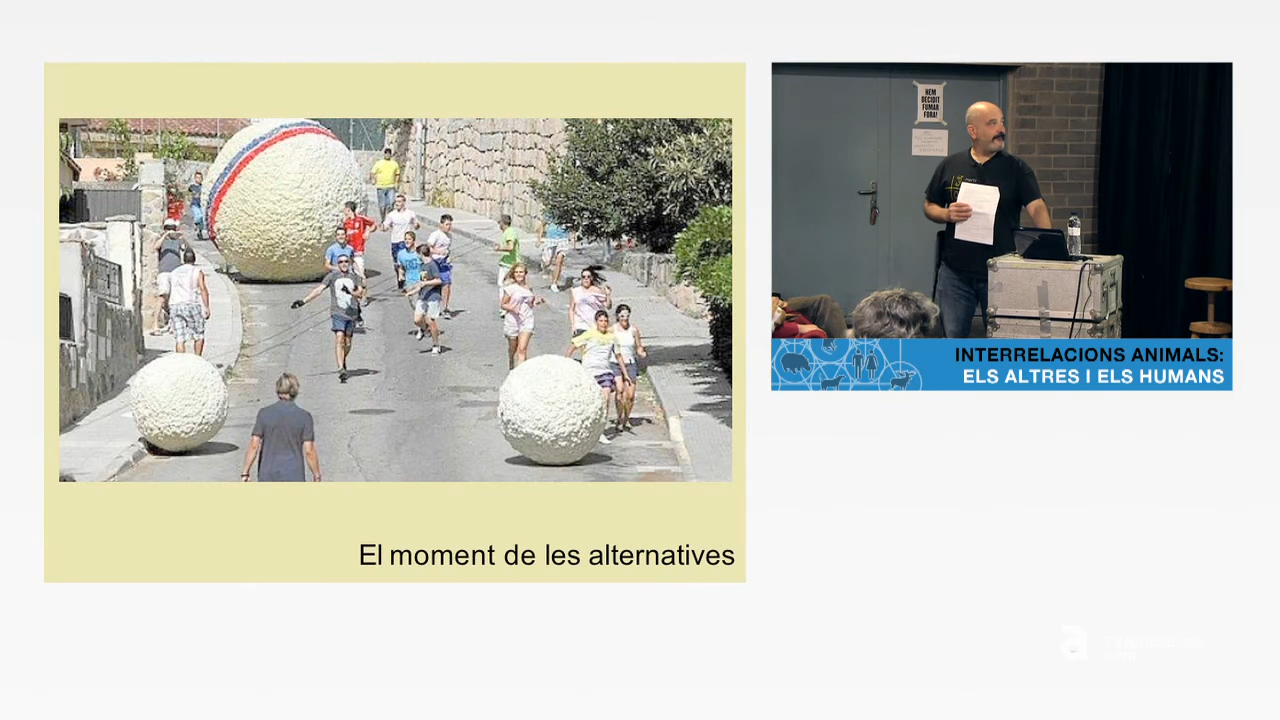 El moment de les alternatives
HEM
DECIDIT
FUMAR
FORA!
INTERRELACIONS ANIMALS:
ELS ALTRES I ELS HUMANS